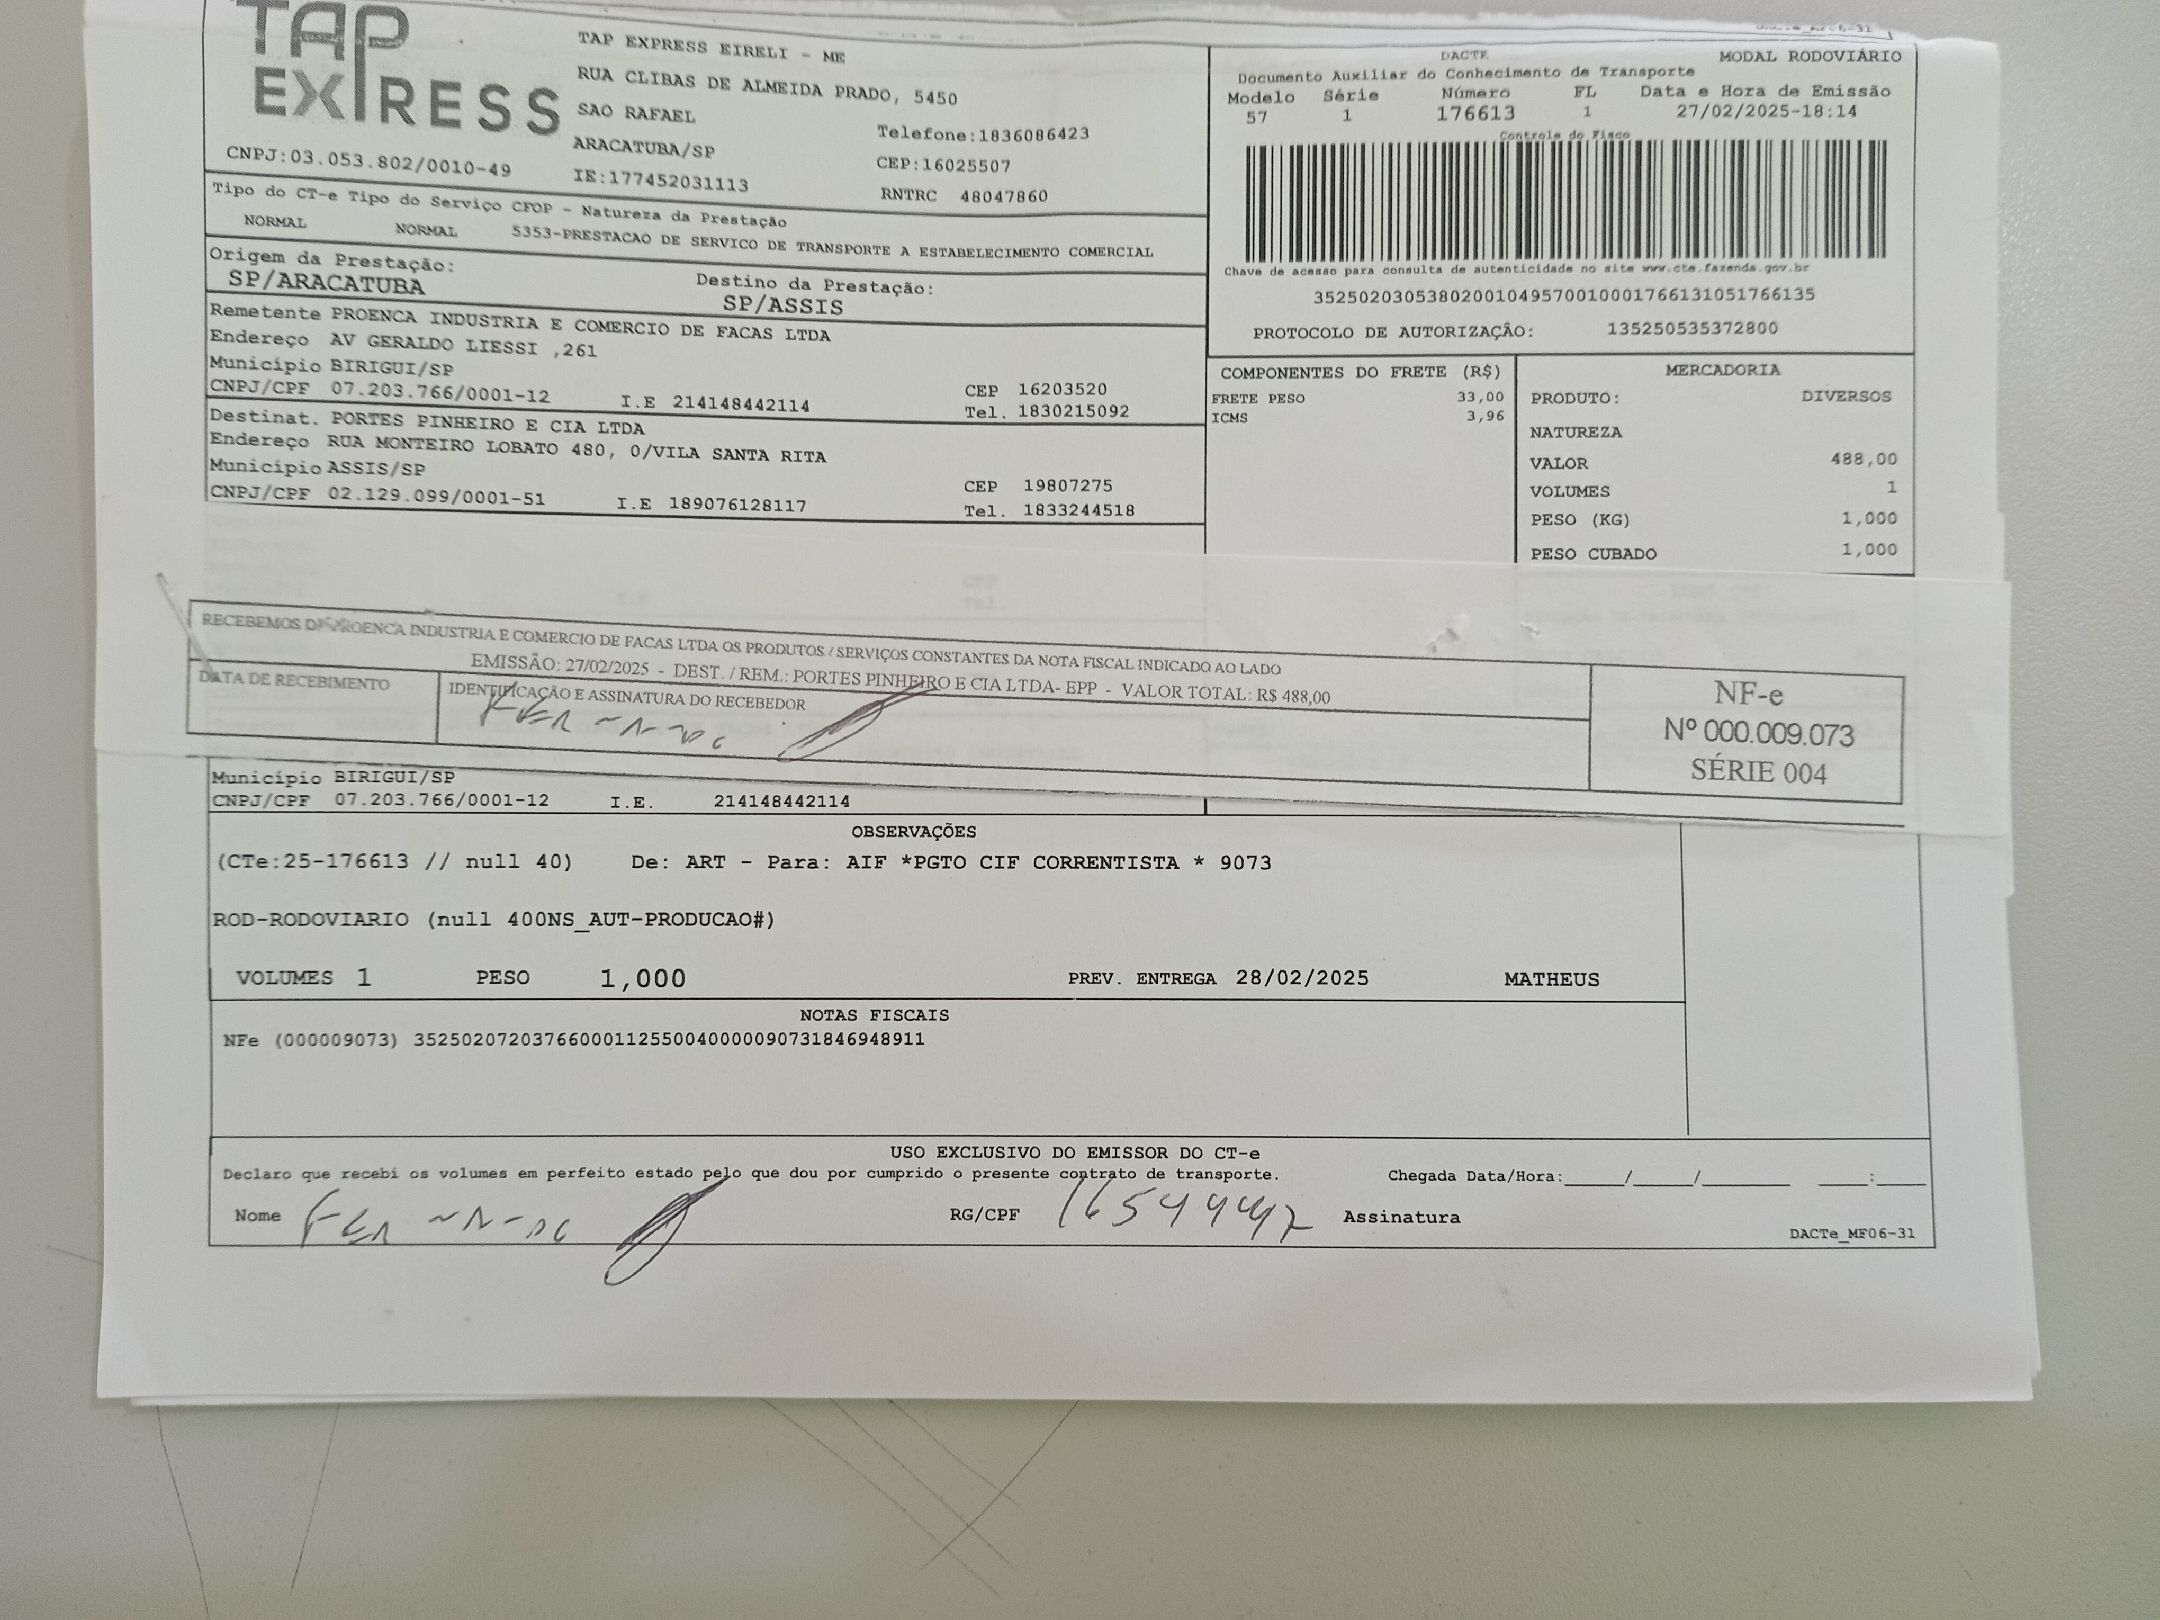 TAP
EXPRESS
CNPJ:03.053.802/0010-49
TAP EXPRESS EIRELI - ME
RUA CLIBAS DE ALMEIDA PRADO, 5450
SAO RAFAEL
ARACATUBA/SP
IE:177452031113
Telefone:1836086423
CEP:16025507
RNTRC 48047860
DACTE MODAL RODOVIÁRIO
Documento Auxiliar do Conhecimento de Transporte
Modelo Série Número FL Data e Hora de Emissão
57 1 176613 1 27/02/2025-18:14
Controle do Fisco
Chave de acesso para consulta de autenticidade no site www.cte.fazenda.gov.br
35250203053802001049570010001766131051766135
PROTOCOLO DE AUTORIZAÇÃO: 135250535372800
Tipo do CT-e Tipo do Serviço CFOP - Natureza da Prestação
NORMAL NORMAL 5353-PRESTACAO DE SERVICO DE TRANSPORTE A ESTABELECIMENTO COMERCIAL
Origem da Prestação: Destino da Prestação:
SP/ARACATUBA SP/ASSIS
Remetente PROENCA INDUSTRIA E COMERCIO DE FACAS LTDA
Endereço AV GERALDO LIESSI ,261
Município BIRIGUI/SP CEP 16203520
CNPJ/CPF 07.203.766/0001-12 I.E 214148442114 Tel. 1830215092
Destinat. PORTES PINHEIRO E CIA LTDA
Endereço RUA MONTEIRO LOBATO 480, 0/VILA SANTA RITA
Município ASSIS/SP CEP 19807275
CNPJ/CPF 02.129.099/0001-51 I.E 189076128117 Tel. 1833244518
COMPONENTES DO FRETE (R$)
FRETE PESO 33,00
ICMS 3,96
MERCADORIA
PRODUTO: DIVERSOS
NATUREZA
VALOR 488,00
VOLUMES 1
PESO (KG) 1,000
PESO CUBADO 1,000
RECEBEMOS DE PROENCA INDUSTRIA E COMERCIO DE FACAS LTDA OS PRODUTOS / SERVIÇOS CONSTANTES DA NOTA FISCAL INDICADO AO LADO
EMISSÃO: 27/02/2025 - DEST. / REM.: PORTES PINHEIRO E CIA LTDA- EPP - VALOR TOTAL: R$ 488,00
DATA DE RECEBIMENTO
IDENTIFICAÇÃO E ASSINATURA DO RECEBEDOR
NF-e
Nº 000.009.073
SÉRIE 004
Município BIRIGUI/SP
CNPJ/CPF 07.203.766/0001-12 I.E. 214148442114
OBSERVAÇÕES
(CTe:25-176613 // null 40) De: ART - Para: AIF *PGTO CIF CORRENTISTA * 9073
ROD-RODOVIARIO (null 400NS_AUT-PRODUCAO#)
VOLUMES 1 PESO 1,000 PREV. ENTREGA 28/02/2025 MATHEUS
NOTAS FISCAIS
NFe (000009073) 35250207203766000112550040000090731846948911
USO EXCLUSIVO DO EMISSOR DO CT-e
Declaro que recebi os volumes em perfeito estado pelo que dou por cumprido o presente contrato de transporte. Chegada Data/Hora:_____/_____/_______ ____:____
Nome RG/CPF Assinatura
DACTe_MF06-31